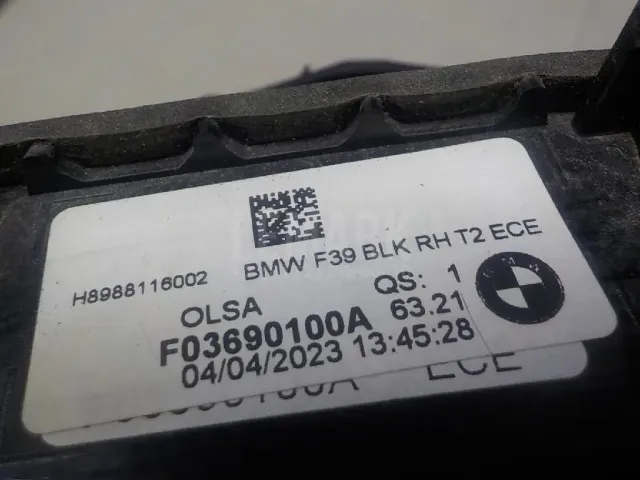 H8988116002
BMW F39 BLK RH T2 ECE
OLSA
QS: 1
F03690100A
63.21
04/04/2023 13:45:28
BMW
ECE